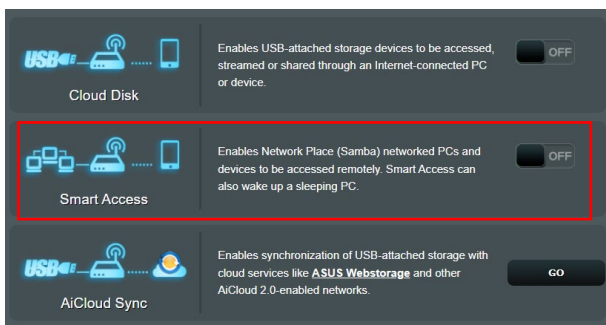 USB
Cloud Disk
Enables USB-attached storage devices to be accessed,
streamed or shared through an Internet-connected PC
or device.
OFF
Smart Access
Enables Network Place (Samba) networked PCs and
devices to be accessed remotely. Smart Access can
also wake up a sleeping PC.
OFF
USB
AiCloud Sync
Enables synchronization of USB-attached storage with
cloud services like ASUS Webstorage and other
AiCloud 2.0-enabled networks.
GO